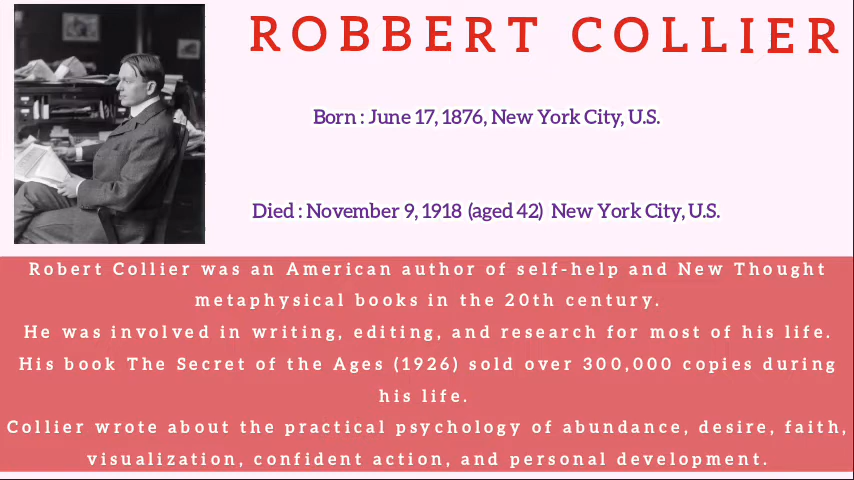 ROBBERT COLLIER
Born : June 17, 1876, New York City, U.S.
Died : November 9, 1918 (aged 42) New York City, U.S.
Robert Collier was an American author of self-help and New Thought
metaphysical books in the 20th century.
He was involved in writing, editing, and research for most of his life.
His book The Secret of the Ages (1926) sold over 300,000 copies during
his life.
Collier wrote about the practical psychology of abundance, desire, faith,
visualization, confident action, and personal development.